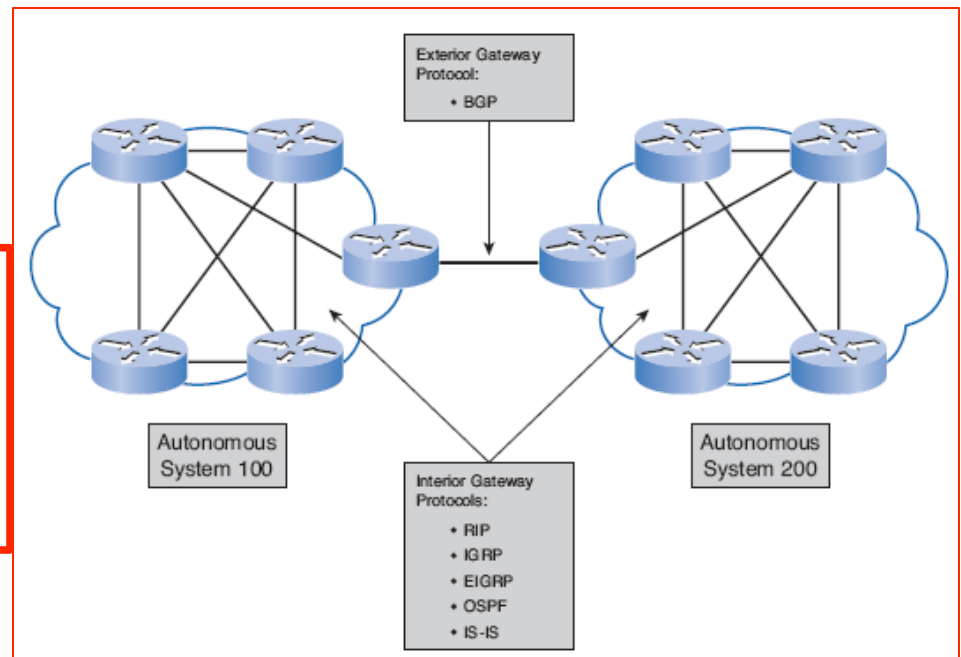 Exterior Gateway
Protocol:
• BGP
Autonomous
System 100
Autonomous
System 200
Interior Gateway
Protocols:
• RIP
• IGRP
• EIGRP
• OSPF
• IS-IS